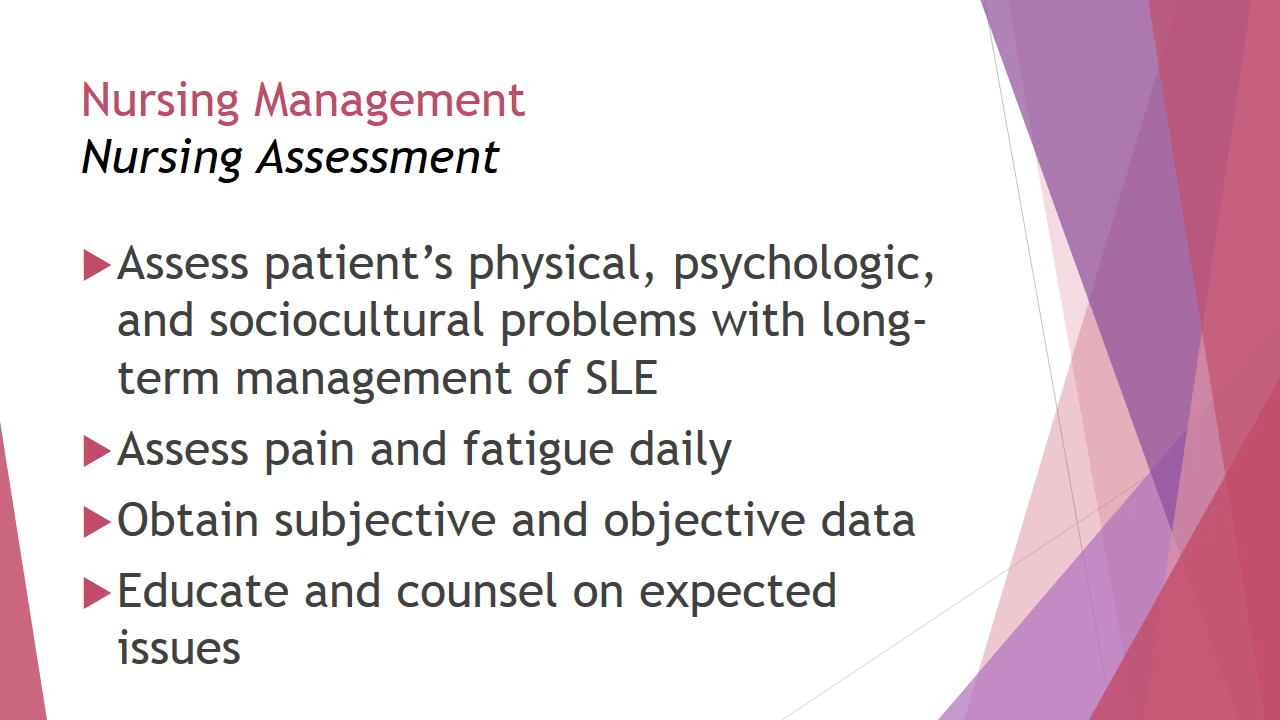 Nursing Management
Nursing Assessment
Assess patient’s physical, psychologic,
and sociocultural problems with long-
term management of SLE
Assess pain and fatigue daily
Obtain subjective and objective data
Educate and counsel on expected
issues